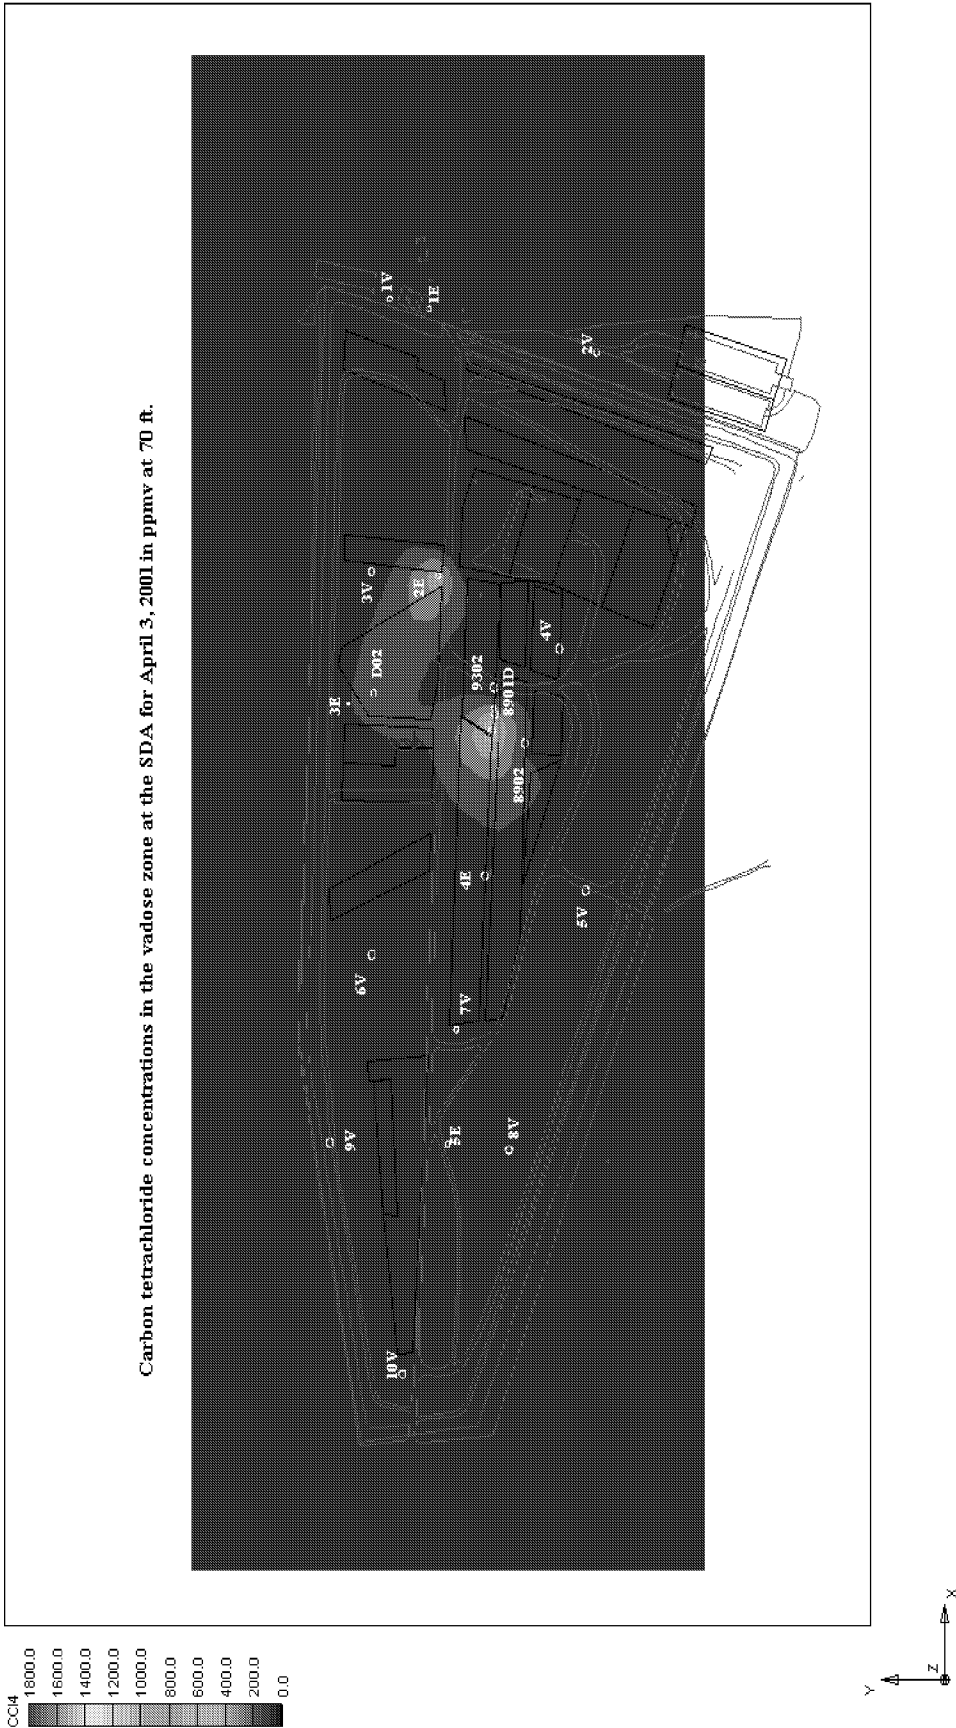 Carbon tetrachloride concentrations in the vadose zone at the SDA for April 3, 2001 in ppmv at 70 ft.
1V
1E
2V
3V
2E
D02
3E
9302
8901D
4V
8902
4E
5V
6V
7V
9V
5E
8V
10V
CCl4
1800.0
1600.0
1400.0
1200.0
1000.0
800.0
600.0
400.0
200.0
0.0
Y
Z
X